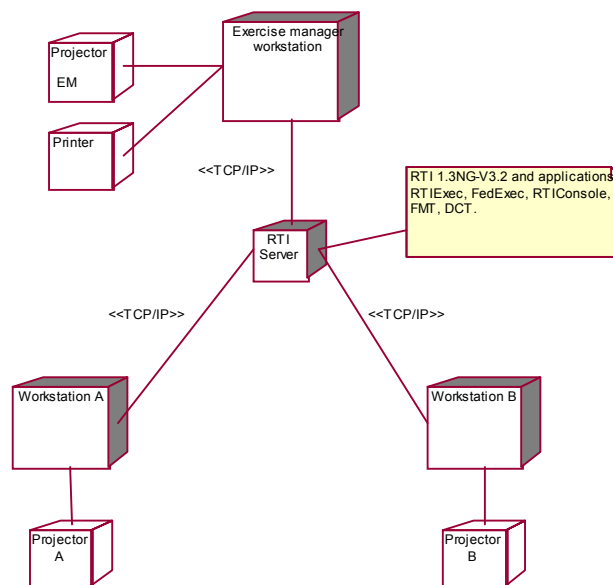 Exercise manager
workstation
Projector
EM
Printer
<<TCP/IP>>
RTI 1.3NG-V3.2 and applications
RTIExec, FedExec, RTIConsole,
FMT, DCT.
RTI
Server
<<TCP/IP>>
<<TCP/IP>>
Workstation A
Workstation B
Projector
A
Projector
B